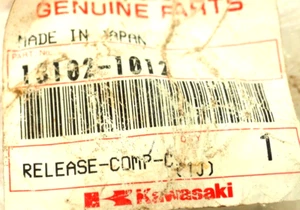 GENUINE PARTS
MADE IN JAPAN
13102-1012
RELEASE-COMP-C(TJ) 1
Kawasaki